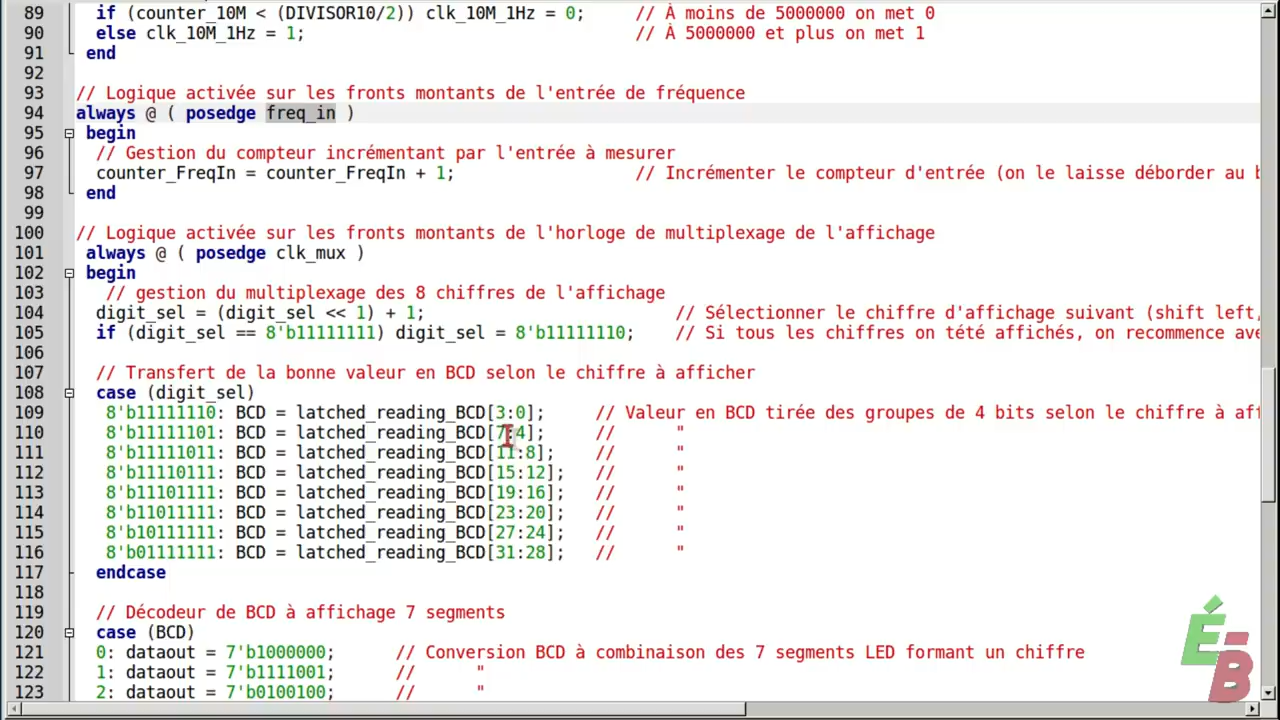 89 if (counter_10M < (DIVISOR10/2)) clk_10M_1Hz = 0; // À moins de 5000000 on met 0
90 else clk_10M_1Hz = 1; // À 5000000 et plus on met 1
91 end
92
93 // Logique activée sur les fronts montants de l'entrée de fréquence
94 always @ ( posedge freq_in )
95 begin
96 // Gestion du compteur incrémentant par l'entrée à mesurer
97 counter_FreqIn = counter_FreqIn + 1; // Incrémenter le compteur d'entrée (on le laisse déborder au
98 end
99
100 // Logique activée sur les fronts montants de l'horloge de multiplexage de l'affichage
101 always @ ( posedge clk_mux )
102 begin
103 // gestion du multiplexage des 8 chiffres de l'affichage
104 digit_sel = (digit_sel << 1) + 1; // Sélectionner le chiffre d'affichage suivant (shift left,
105 if (digit_sel == 8'b11111111) digit_sel = 8'b11111110; // Si tous les chiffres on tété affichés, on recommence
106
107 // Transfert de la bonne valeur en BCD selon le chiffre à afficher
108 case (digit_sel)
109 8'b11111110: BCD = latched_reading_BCD[3:0]; // Valeur en BCD tirée des groupes de 4 bits selon le chiffre à
110 8'b11111101: BCD = latched_reading_BCD[7:4]; // "
111 8'b11111011: BCD = latched_reading_BCD[11:8]; // "
112 8'b11110111: BCD = latched_reading_BCD[15:12]; // "
113 8'b11101111: BCD = latched_reading_BCD[19:16]; // "
114 8'b11011111: BCD = latched_reading_BCD[23:20]; // "
115 8'b10111111: BCD = latched_reading_BCD[27:24]; // "
116 8'b01111111: BCD = latched_reading_BCD[31:28]; // "
117 endcase
118
119 // Décodeur de BCD à affichage 7 segments
120 case (BCD)
121 0: dataout = 7'b1000000; // Conversion BCD à combinaison des 7 segments LED formant un chiffre
122 1: dataout = 7'b1111001; // "
123 2: dataout = 7'b0100100; // "
É-B